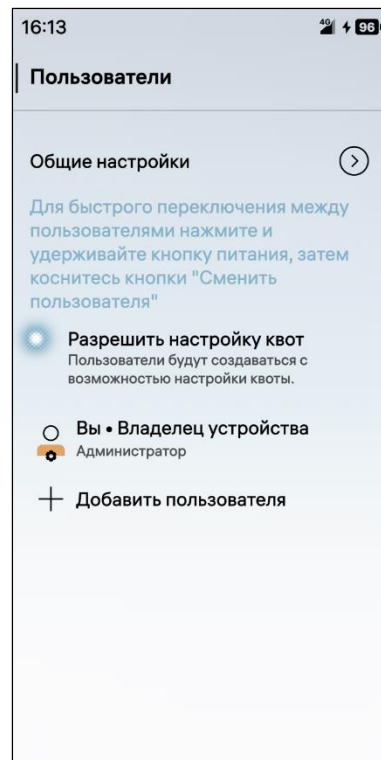 16:13
4G 96
Пользователи
Общие настройки
Для быстрого переключения между
пользователями нажмите и
удерживайте кнопку питания, затем
коснитесь кнопки "Сменить
пользователя"
Разрешить настройку квот
Пользователи будут создаваться с
возможностью настройки квоты.
Вы • Владелец устройства
Администратор
Добавить пользователя